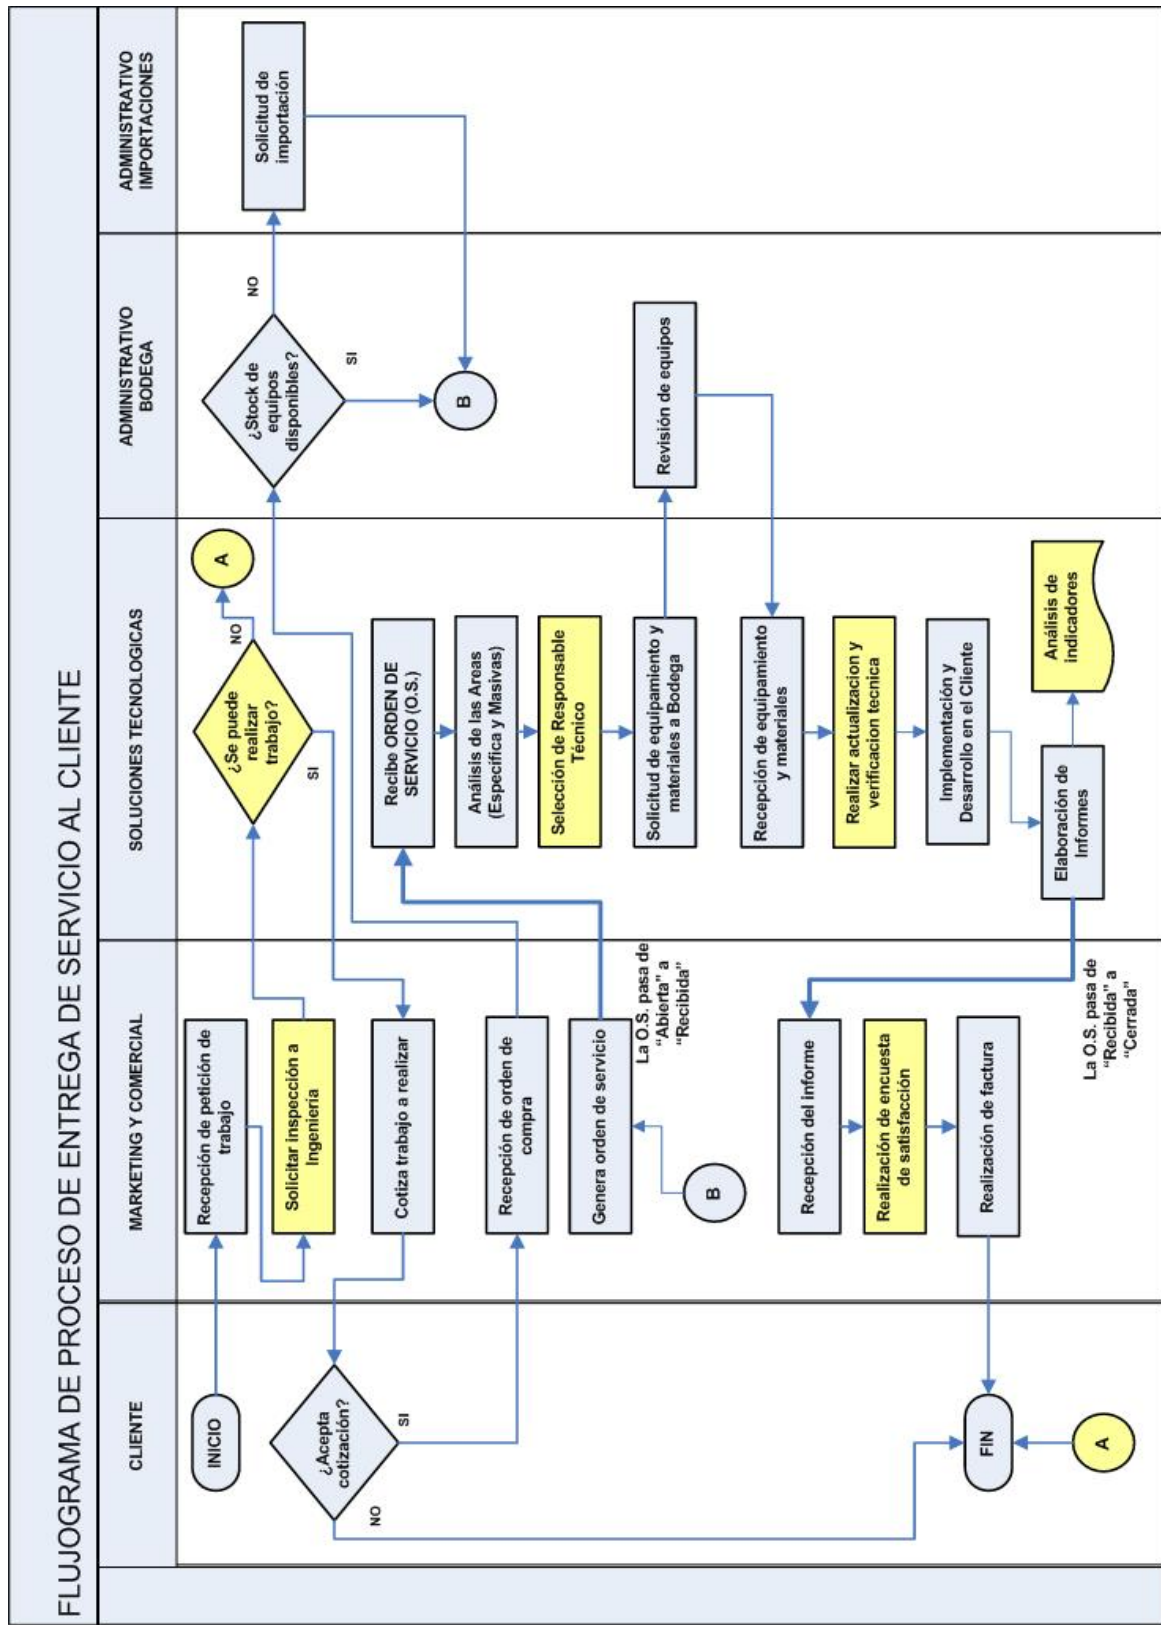 FLUJOGRAMA DE PROCESO DE ENTREGA DE SERVICIO AL CLIENTE
CLIENTE
MARKETING Y COMERCIAL
SOLUCIONES TECNOLOGICAS
ADMINISTRATIVO
BODEGA
ADMINISTRATIVO
IMPORTACIONES
INICIO
Recepción de petición de
trabajo
Solicitar inspección a
Ingeniería
¿Se puede
realizar
trabajo?
NO
A
SI
Cotiza trabajo a realizar
¿Acepta
cotización?
NO
SI
Recepción de orden de
compra
¿Stock de
equipos
disponibles?
NO
SI
Solicitud de
importación
B
B
Genera orden de servicio
La O.S. pasa de
“Abierta” a
“Recibida”
Recibe ORDEN DE
SERVICIO (O.S.)
Análisis de las Areas
(Especifica y Masivas)
Selección de Responsable
Técnico
Solicitud de equipamiento y
materiales a Bodega
Revisión de equipos
Recepción de equipamiento
y materiales
Realizar actualizacion y
verificacion tecnica
Implementación y
Desarrollo en el Cliente
Elaboración de
Informes
Análisis de
indicadores
La O.S. pasa de
“Recibida” a
“Cerrada”
Recepción del informe
Realización de encuesta
de satisfacción
Realización de factura
FIN
A